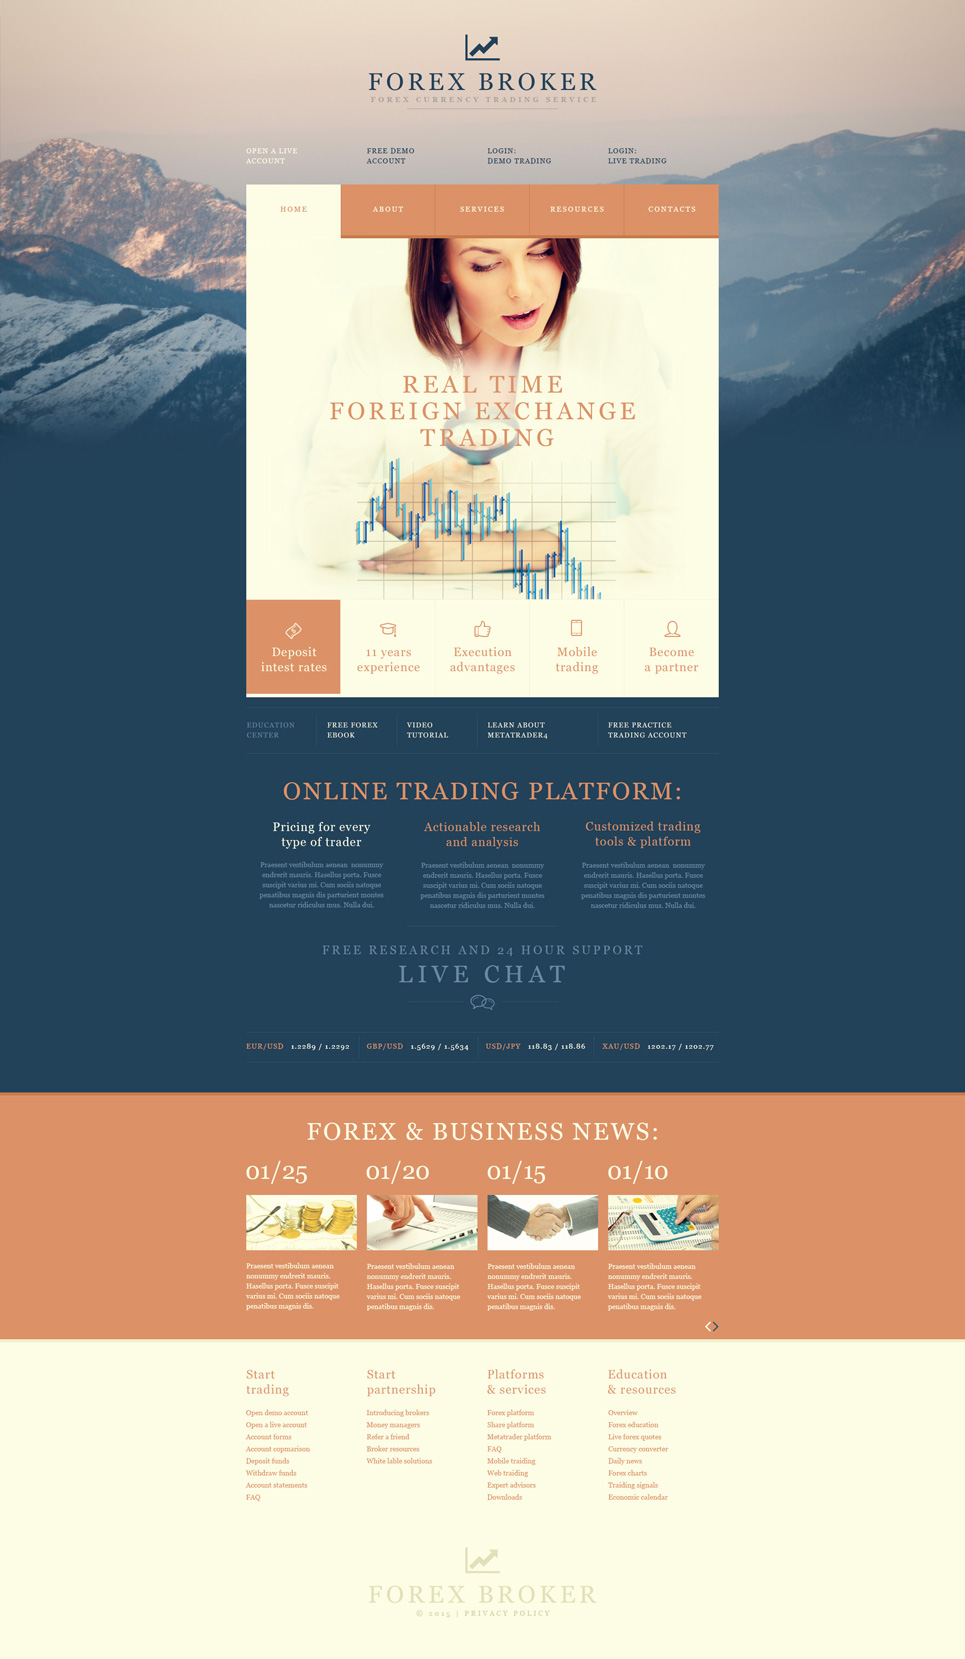 FOREX BROKER
FOREX CURRENCY TRADING SERVICE
OPEN A LIVE
ACCOUNT
FREE DEMO
ACCOUNT
LOGIN:
DEMO TRADING
LOGIN:
LIVE TRADING
HOME
ABOUT
SERVICES
RESOURCES
CONTACTS
REAL TIME
FOREIGN EXCHANGE
TRADING
Deposit
intest rates
11 years
experience
Execution
advantages
Mobile
trading
Become
a partner
EDUCATION
CENTER
FREE FOREX
EBOOK
VIDEO
TUTORIAL
LEARN ABOUT
METATRADER4
FREE PRACTICE
TRADING ACCOUNT
ONLINE TRADING PLATFORM:
Pricing for every
type of trader
Praesent vestibulum aenean nonummy
endrerit mauris. Hasellus porta. Fusce
suscipit varius mi. Cum sociis natoque
penatibus magnis dis parturient montes
nascetur ridiculus mus. Nulla dui.
Actionable research
and analysis
Praesent vestibulum aenean nonummy
endrerit mauris. Hasellus porta. Fusce
suscipit varius mi. Cum sociis natoque
penatibus magnis dis parturient montes
nascetur ridiculus mus. Nulla dui.
Customized trading
tools & platform
Praesent vestibulum aenean nonummy
endrerit mauris. Hasellus porta. Fusce
suscipit varius mi. Cum sociis natoque
penatibus magnis dis parturient montes
nascetur ridiculus mus. Nulla dui.
FREE RESEARCH AND 24 HOUR SUPPORT
LIVE CHAT
EUR/USD 1.2289 / 1.2292
GBP/USD 1.5629 / 1.5634
USD/JPY 118.83 / 118.86
XAU/USD 1202.17 / 1202.77
FOREX & BUSINESS NEWS:
01/25
Praesent vestibulum aenean
nonummy endrerit mauris.
Hasellus porta. Fusce suscipit
varius mi. Cum sociis natoque
penatibus magnis dis.
01/20
Praesent vestibulum aenean
nonummy endrerit mauris.
Hasellus porta. Fusce suscipit
varius mi. Cum sociis natoque
penatibus magnis dis.
01/15
Praesent vestibulum aenean
nonummy endrerit mauris.
Hasellus porta. Fusce suscipit
varius mi. Cum sociis natoque
penatibus magnis dis.
01/10
Praesent vestibulum aenean
nonummy endrerit mauris.
Hasellus porta. Fusce suscipit
varius mi. Cum sociis natoque
penatibus magnis dis.
Start
trading
Open demo account
Open a live account
Account forms
Account copmarison
Deposit funds
Withdraw funds
Account statements
FAQ
Start
partnership
Introducing brokers
Money managers
Refer a friend
Broker resources
White lable solutions
Platforms
& services
Forex platform
Share platform
Metatrader platform
FAQ
Mobile traiding
Web traiding
Expert advisors
Downloads
Education
& resources
Overview
Forex education
Live forex quotes
Currency converter
Daily news
Forex charts
Traiding signals
Economic calendar
FOREX BROKER
© 2015 | PRIVACY POLICY